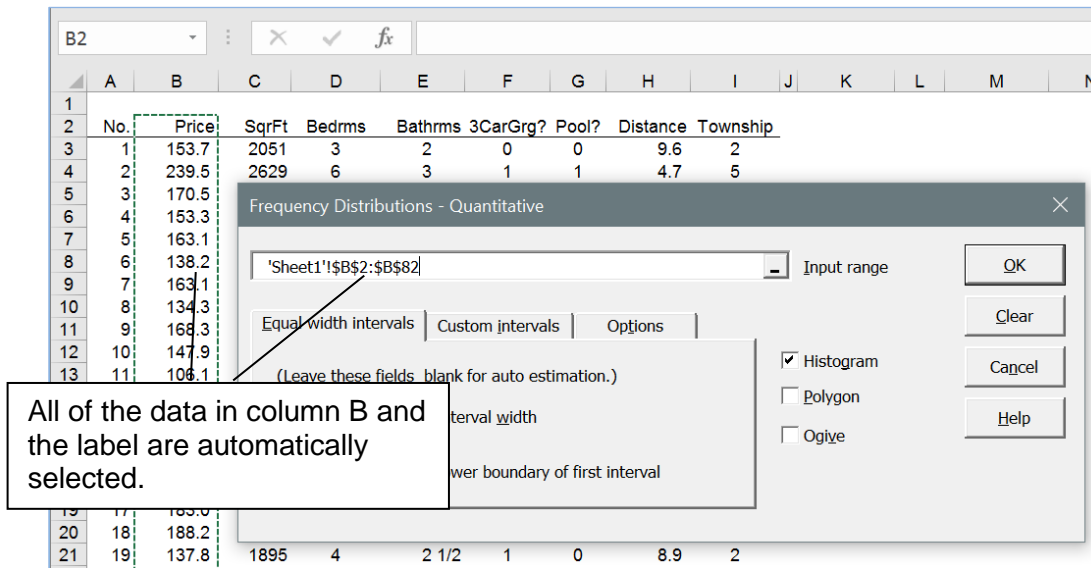 B2 fx
A B C D E F G H I J K L M
1
2 No. Price SqrFt Bedrms Bathrms 3CarGrg? Pool? Distance Township
3 1 153.7 2051 3 2 0 0 9.6 2
4 2 239.5 2629 6 3 1 1 4.7 5
5 3 170.5
Frequency Distributions - Quantitative
6 4 153.3
7 5 163.1
8 6 138.2
'Sheet1'!$B$2:$B$82 Input range OK
9 7 163.1
10 8 134.3
11 9 168.3
Equal width intervals Custom intervals Options Clear
12 10 147.9
Histogram
13 11 106.1
(Leave these fields blank for auto estimation.) Cancel
Polygon
All of the data in column B and
the label are automatically
selected.
terval width Help
Ogive
wer boundary of first interval
20 18 188.2
21 19 137.8 1895 4 2 1/2 1 0 8.9 2